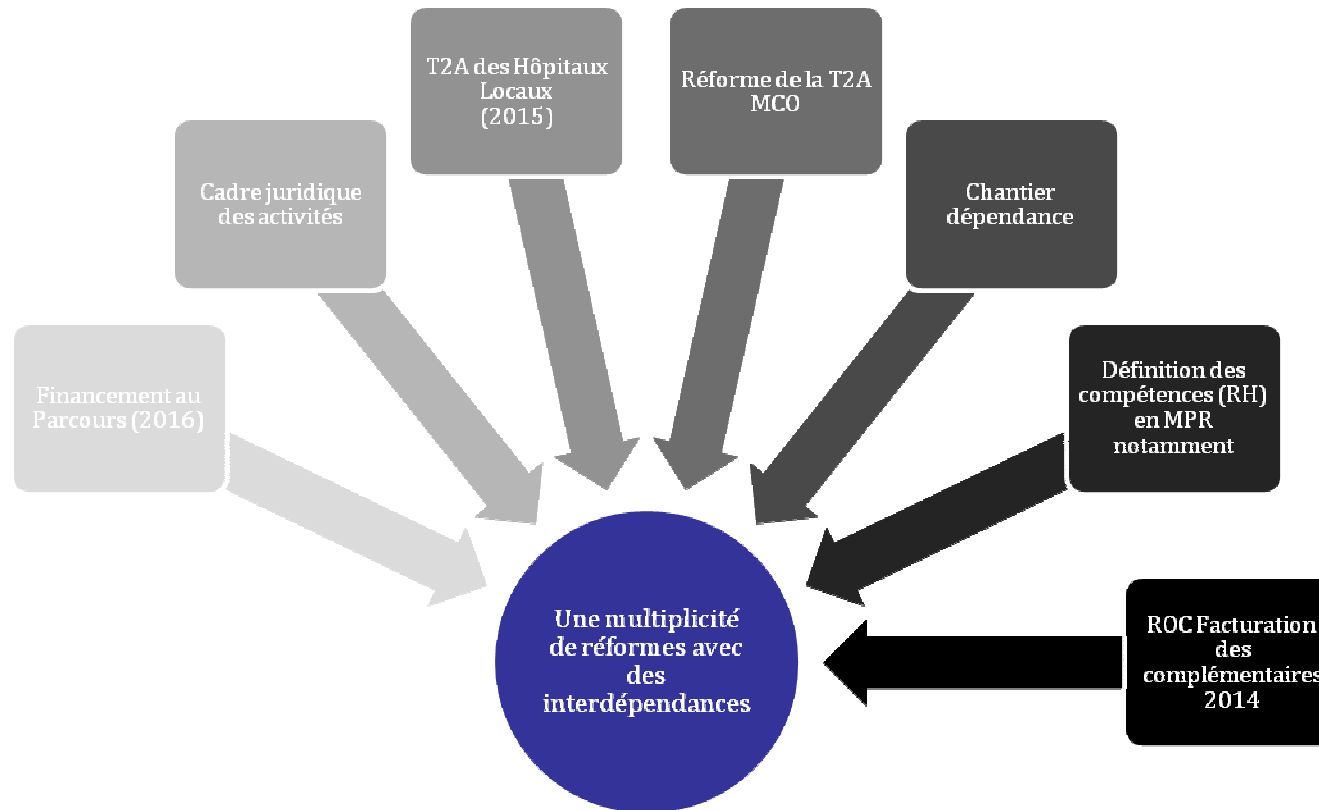 T2A des Hôpitaux
Locaux
(2015)
Réforme de la T2A
MCO
Cadre juridique
des activités
Chantier
dépendance
Financement au
Parcours (2016)
Définition des
compétences (RH)
en MPR
notamment
Une multiplicité
de réformes avec
des
interdépendances
ROC Facturation
des
complémentaires
2014